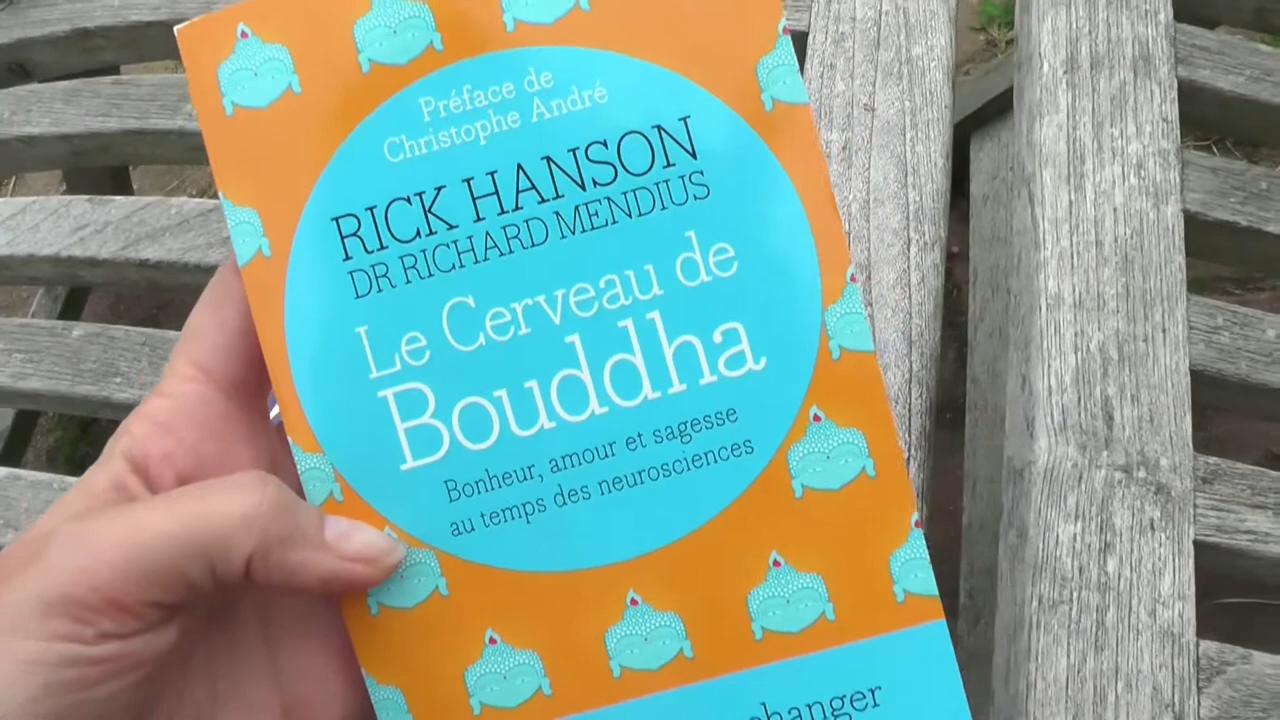 Préface de
Christophe André
RICK HANSON
DR RICHARD MENDIUS
Le Cerveau de
Bouddha
Bonheur, amour et sagesse
au temps des neurosciences
changer